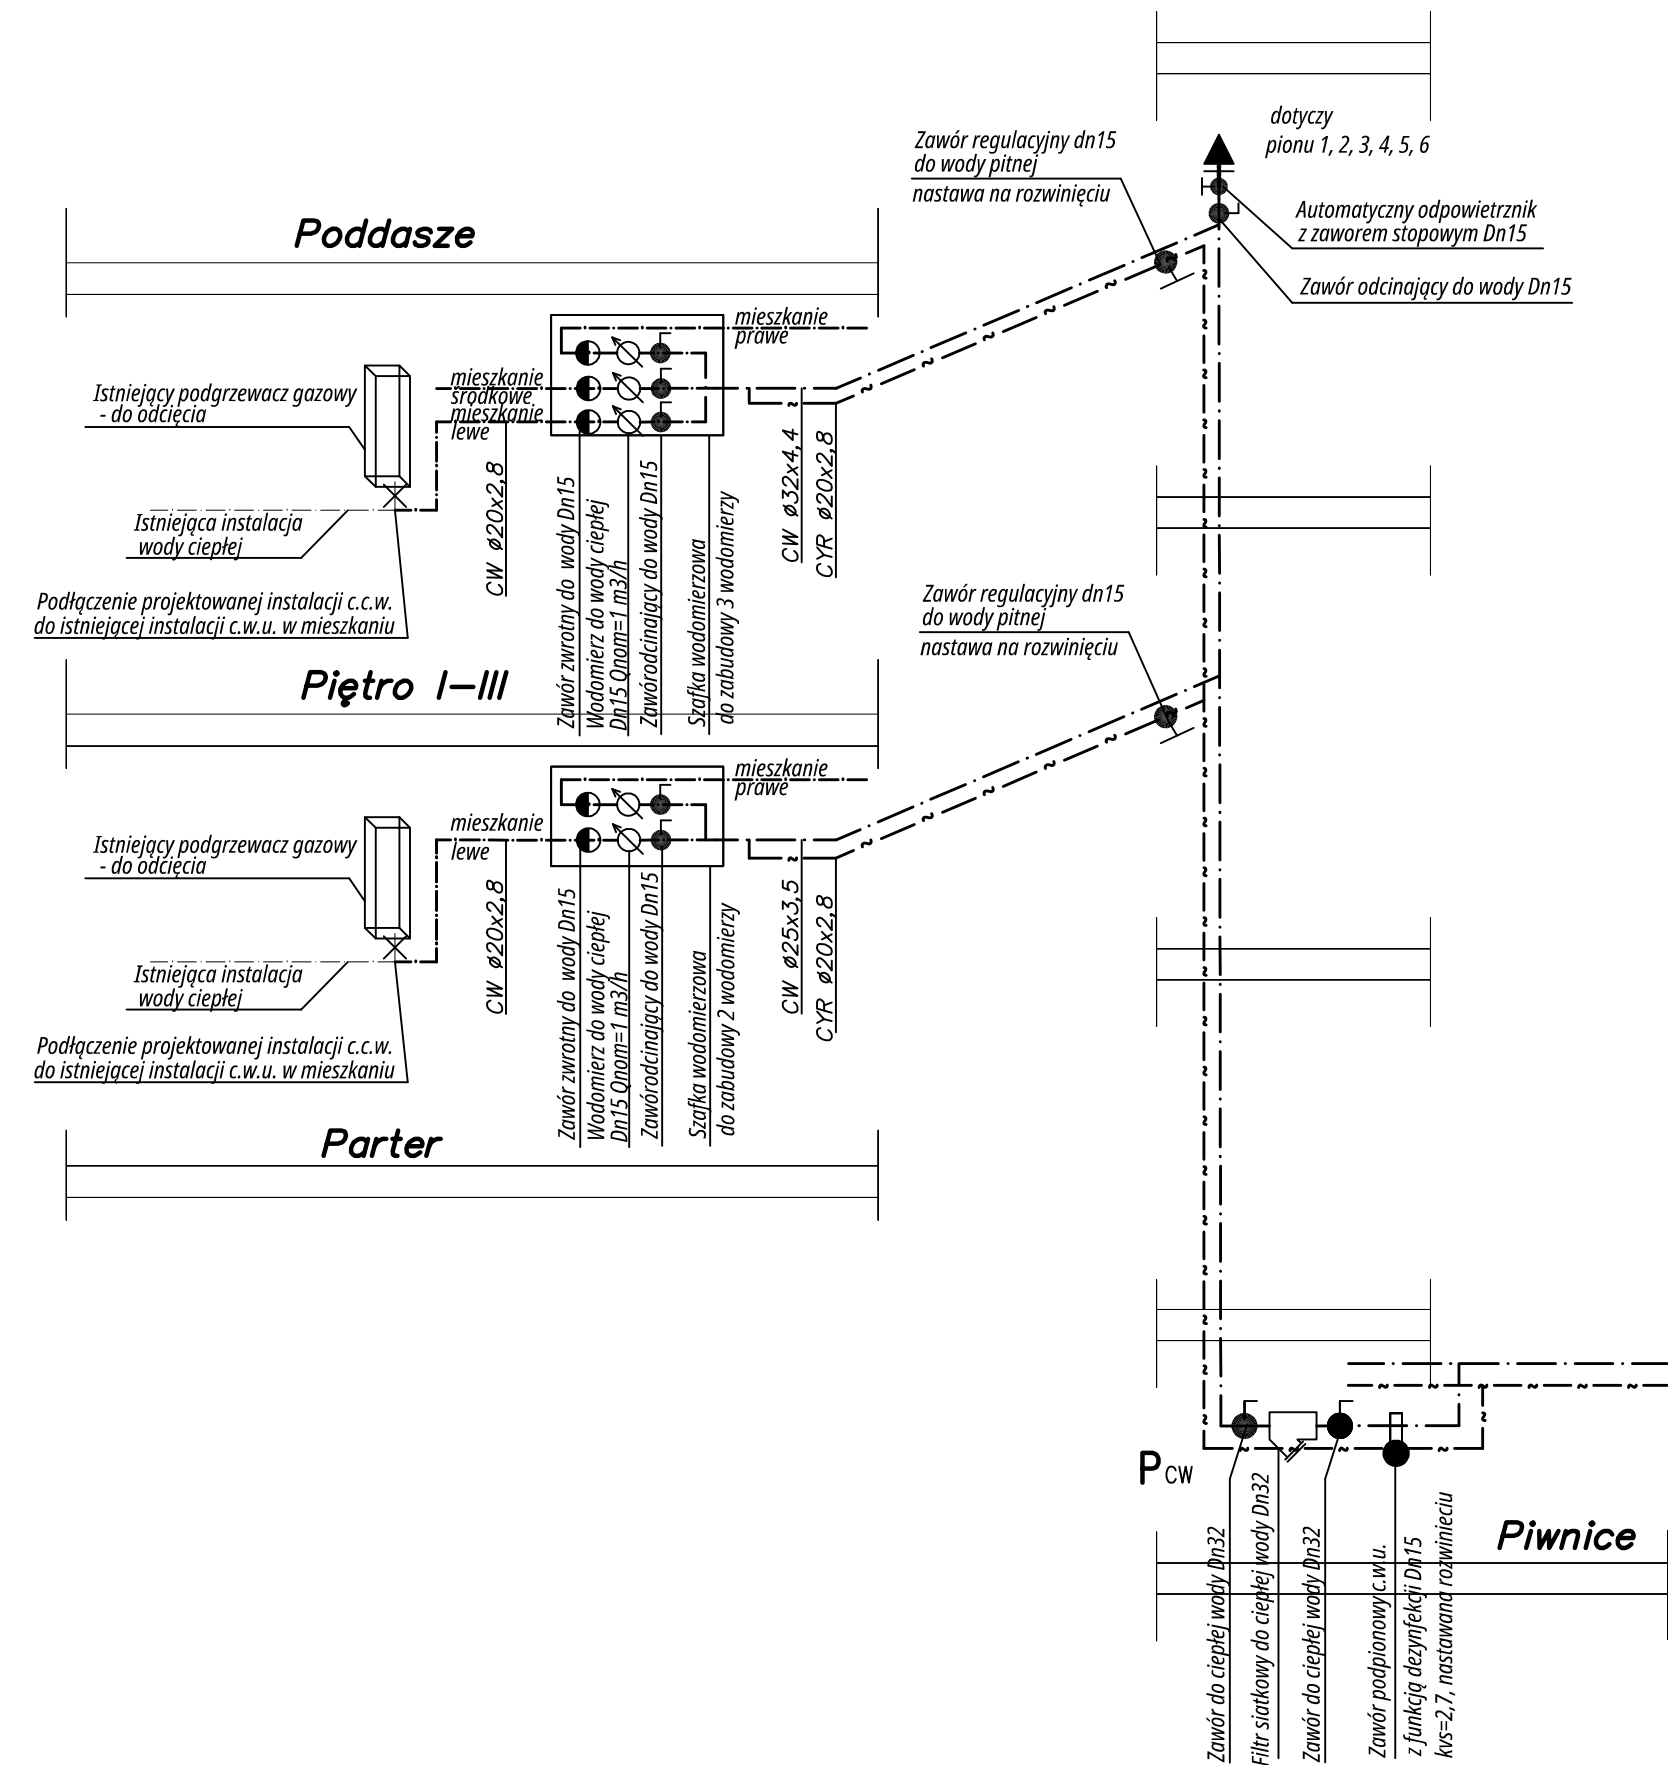 dotyczy
pionu 1, 2, 3, 4, 5, 6
Zawór regulacyjny dn15
do wody pitnej
nastawa na rozwinięciu
Automatyczny odpowietrznik
z zaworem stopowym Dn15
Zawór odcinający do wody Dn15
Poddasze
mieszkanie
prawe
Istniejący podgrzewacz gazowy
- do odcięcia
mieszkanie
środkowe
mieszkanie
lewe
Istniejąca instalacja
wody ciepłej
Podłączenie projektowanej instalacji c.c.w.
do istniejącej instalacji c.w.u. w mieszkaniu
CW ø20x2,8
Zawór zwrotny do wody Dn15
Wodomierz do wody ciepłej
Dn15 Qnom=1 m3/h
Zawórodcinający do wody Dn15
Szafka wodomierzowa
do zabudowy 3 wodomierzy
CW ø32x4,4
CYR ø20x2,8
Zawór regulacyjny dn15
do wody pitnej
nastawa na rozwinięciu
Piętro I-III
mieszkanie
prawe
mieszkanie
lewe
Istniejący podgrzewacz gazowy
- do odcięcia
Istniejąca instalacja
wody ciepłej
Podłączenie projektowanej instalacji c.c.w.
do istniejącej instalacji c.w.u. w mieszkaniu
CW ø20x2,8
Zawór zwrotny do wody Dn15
Wodomierz do wody ciepłej
Dn15 Qnom=1 m3/h
Zawórodcinający do wody Dn15
Szafka wodomierzowa
do zabudowy 2 wodomierzy
CW ø25x3,5
CYR ø20x2,8
Parter
PCW
Zawór do ciepłej wody Dn32
Filtr siatkowy do ciepłej wody Dn32
Zawór do ciepłej wody Dn32
Zawór podpionowy c.w.u.
z funkcją dezynfekcji Dn15
kvs=2,7, nastawana rozwinieciu
Piwnice